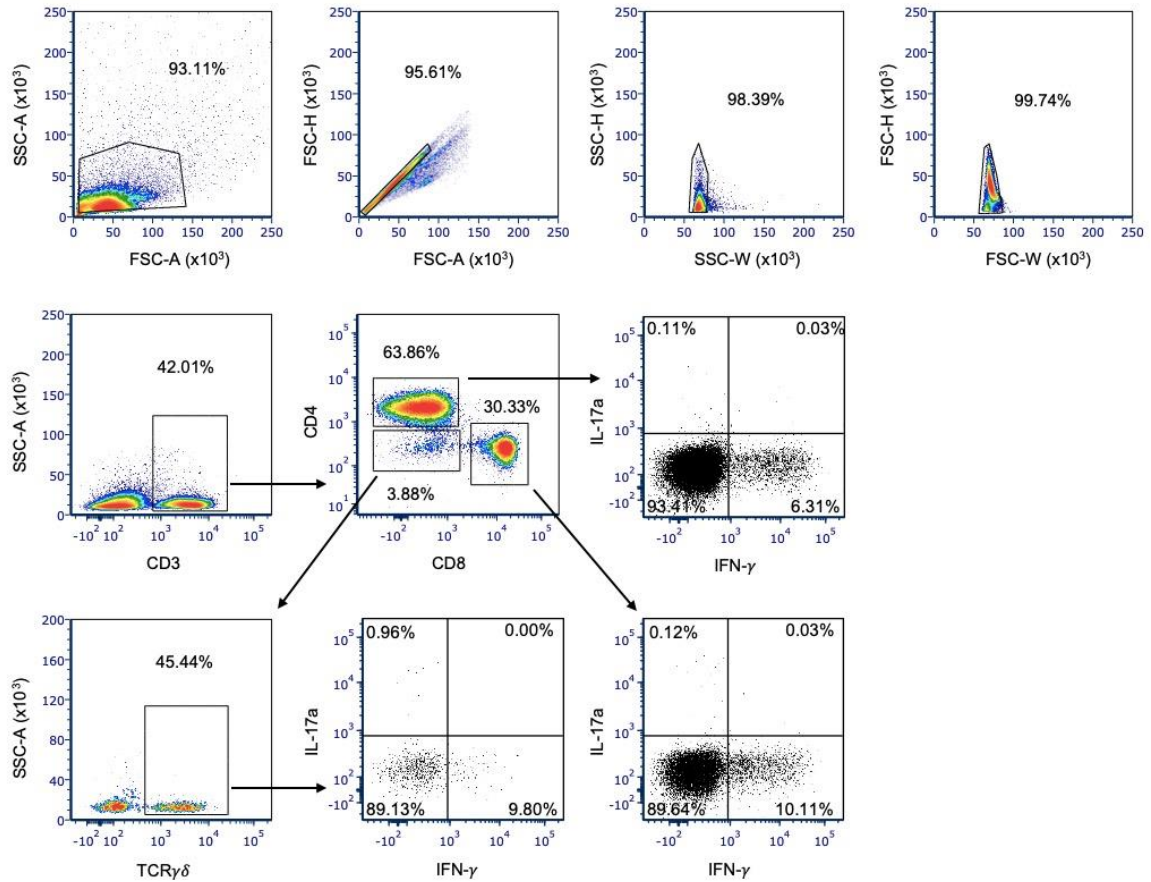 250
200
150
100
50
0
SSC-A (x10³)
93.11%
0 50 100 150 200 250
FSC-A (x10³)
250
200
150
100
50
0
FSC-H (x10³)
95.61%
0 50 100 150 200 250
FSC-A (x10³)
250
200
150
100
50
0
SSC-H (x10³)
98.39%
0 50 100 150 200 250
SSC-W (x10³)
250
200
150
100
50
0
FSC-H (x10³)
99.74%
0 50 100 150 200 250
FSC-W (x10³)
250
200
150
100
50
0
SSC-A (x10³)
42.01%
-10² 10² 10³ 10⁴ 10⁵
CD3
10⁵
10⁴
10³
10²
10¹
CD4
63.86%
30.33%
3.88%
-10² 10² 10³ 10⁴ 10⁵
CD8
10⁵
10⁴
10³
10²
-10²
IL-17a
0.11% 0.03%
93.41% 6.31%
-10² 10² 10³ 10⁴ 10⁵
IFN-γ
200
160
120
80
40
0
SSC-A (x10³)
45.44%
-10² 10² 10³ 10⁴ 10⁵
TCRγδ
10⁵
10⁴
10³
10²
-10²
IL-17a
0.96% 0.00%
89.13% 9.80%
-10² 10² 10³ 10⁴ 10⁵
IFN-γ
10⁵
10⁴
10³
10²
-10²
IL-17a
0.12% 0.03%
89.64% 10.11%
-10² 10² 10³ 10⁴ 10⁵
IFN-γ